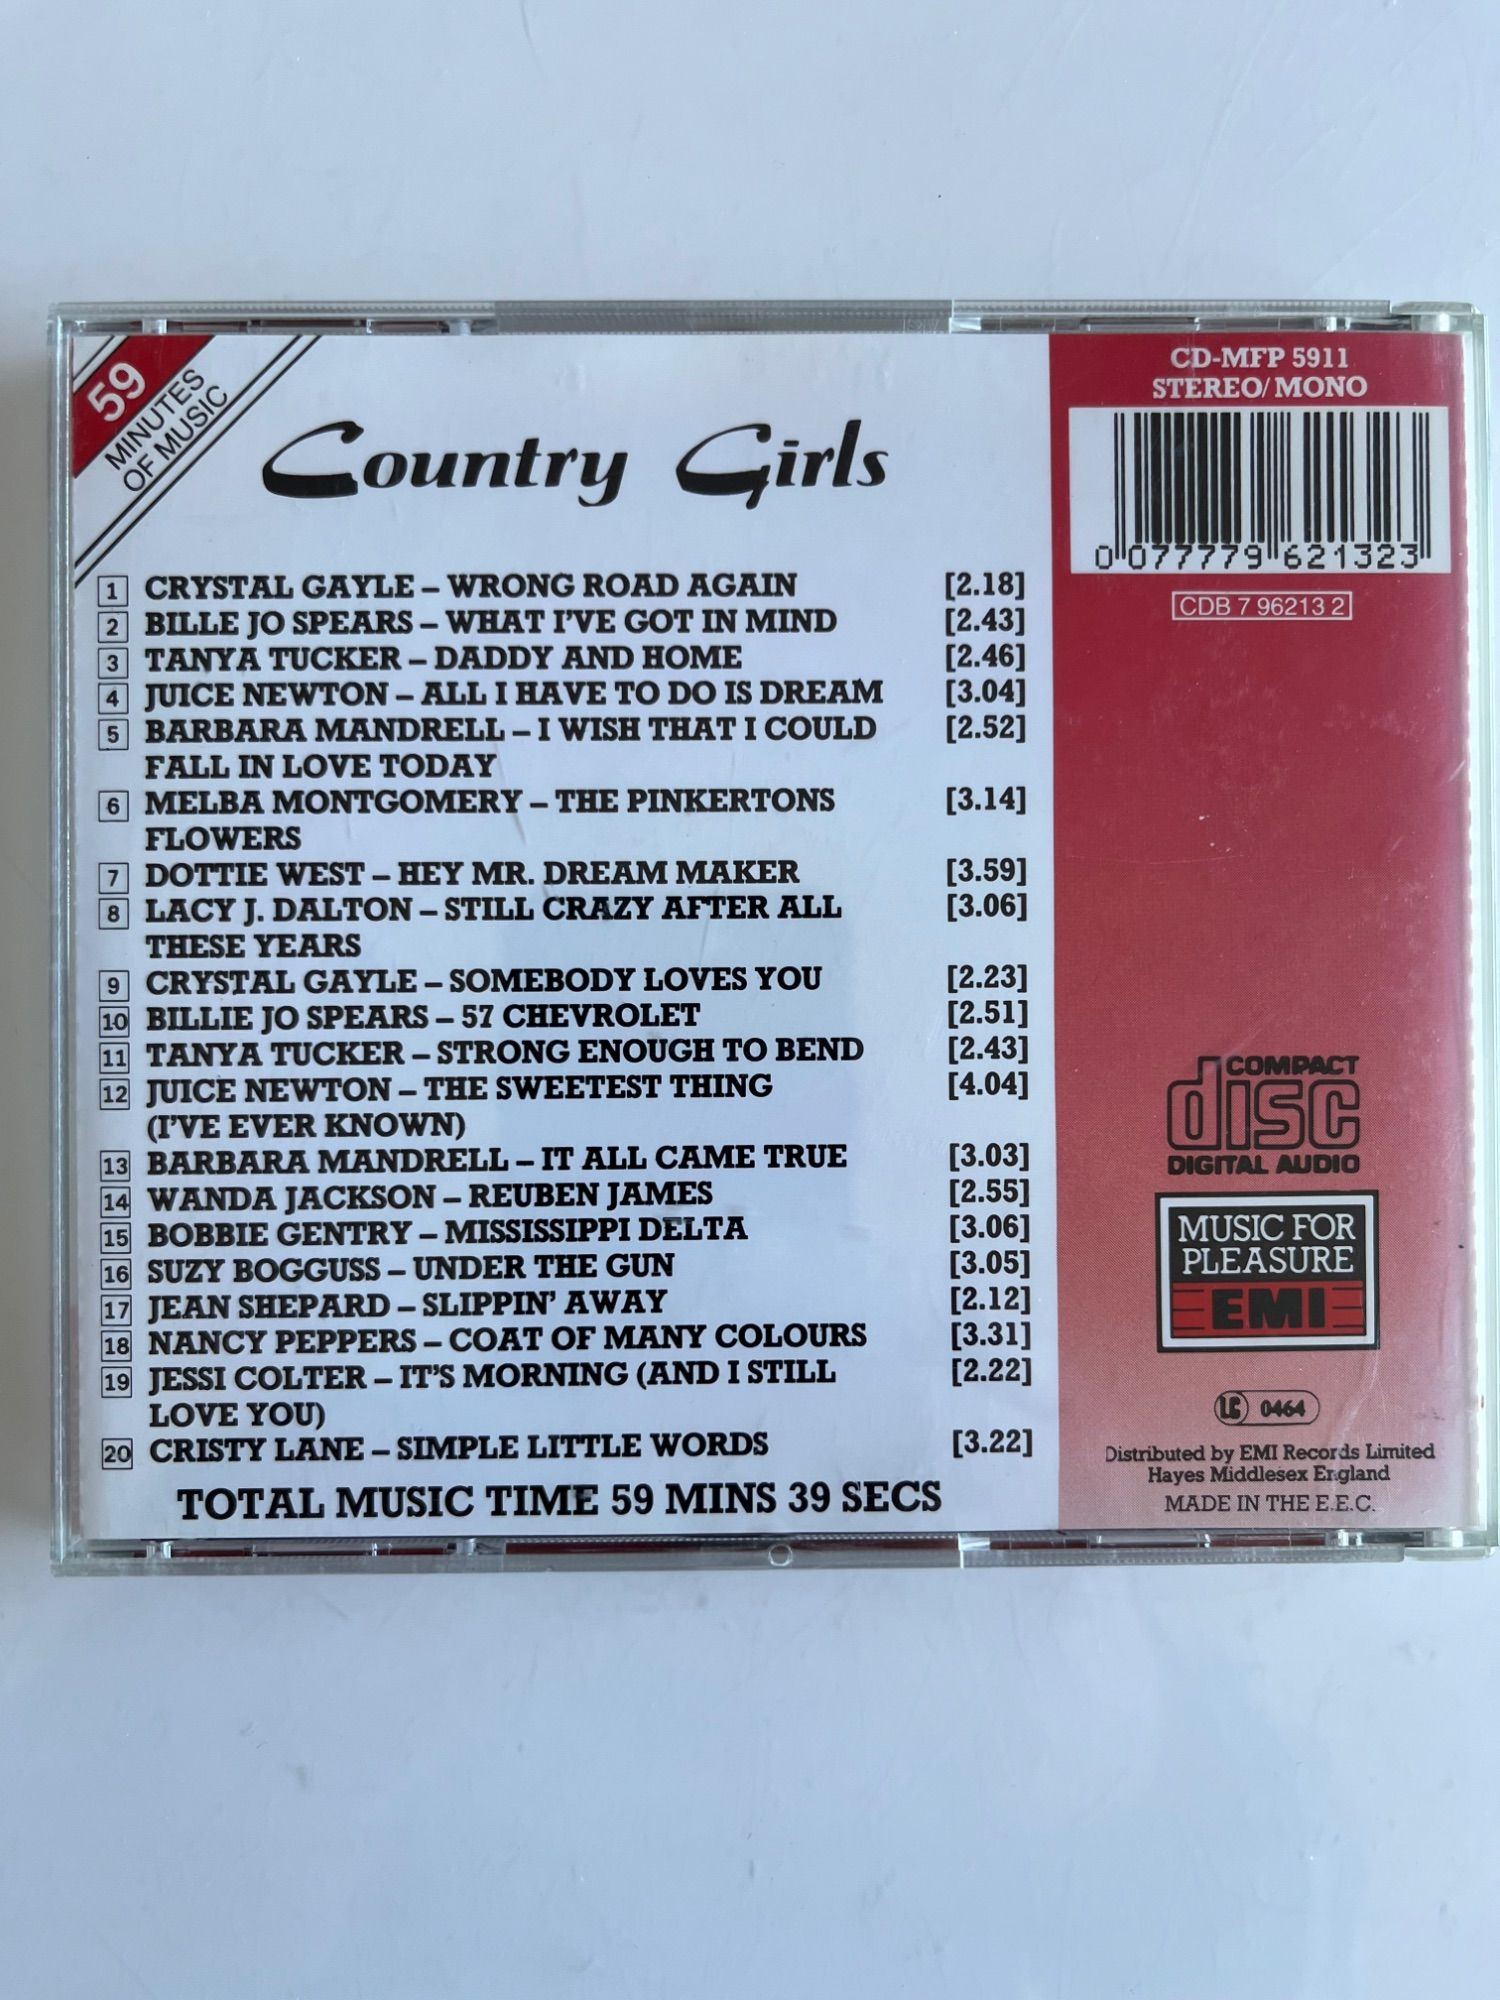 59
MINUTES
OF MUSIC
Country Girls
1 CRYSTAL GAYLE – WRONG ROAD AGAIN [2.18]
2 BILLE JO SPEARS – WHAT I'VE GOT IN MIND [2.43]
3 TANYA TUCKER – DADDY AND HOME [2.46]
4 JUICE NEWTON – ALL I HAVE TO DO IS DREAM [3.04]
5 BARBARA MANDRELL – I WISH THAT I COULD [2.52]
FALL IN LOVE TODAY
6 MELBA MONTGOMERY – THE PINKERTONS [3.14]
FLOWERS
7 DOTTIE WEST – HEY MR. DREAM MAKER [3.59]
8 LACY J. DALTON – STILL CRAZY AFTER ALL [3.06]
THESE YEARS
9 CRYSTAL GAYLE – SOMEBODY LOVES YOU [2.23]
10 BILLIE JO SPEARS – 57 CHEVROLET [2.51]
11 TANYA TUCKER – STRONG ENOUGH TO BEND [2.43]
12 JUICE NEWTON – THE SWEETEST THING [4.04]
(I'VE EVER KNOWN)
13 BARBARA MANDRELL – IT ALL CAME TRUE [3.03]
14 WANDA JACKSON – REUBEN JAMES [2.55]
15 BOBBIE GENTRY – MISSISSIPPI DELTA [3.06]
16 SUZY BOGGUSS – UNDER THE GUN [3.05]
17 JEAN SHEPARD – SLIPPIN' AWAY [2.12]
18 NANCY PEPPERS – COAT OF MANY COLOURS [3.31]
19 JESSI COLTER – IT'S MORNING (AND I STILL [2.22]
LOVE YOU)
20 CRISTY LANE – SIMPLE LITTLE WORDS [3.22]
TOTAL MUSIC TIME 59 MINS 39 SECS
CD-MFP 5911
STEREO/MONO
0 077779 621323
CDB 7 96213 2
COMPACT
disc
DIGITAL AUDIO
MUSIC FOR
PLEASURE
EMI
LC 0464
Distributed by EMI Records Limited
Hayes Middlesex England
MADE IN THE E.E.C.